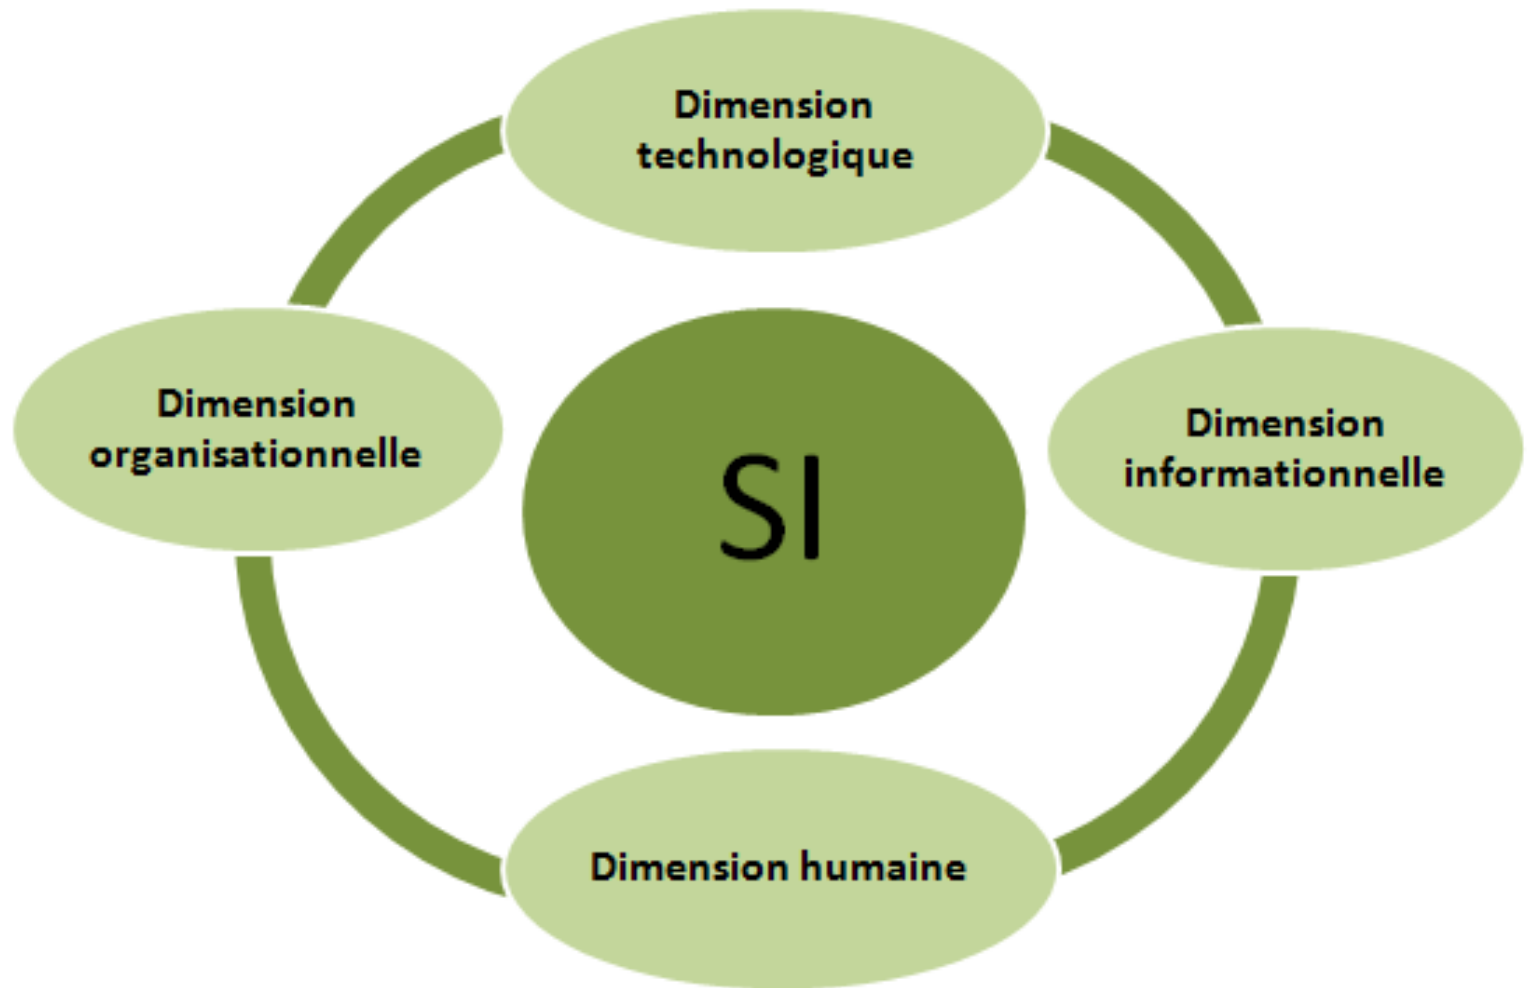 Dimension
technologique
Dimension
organisationnelle
SI
Dimension
informationnelle
Dimension humaine